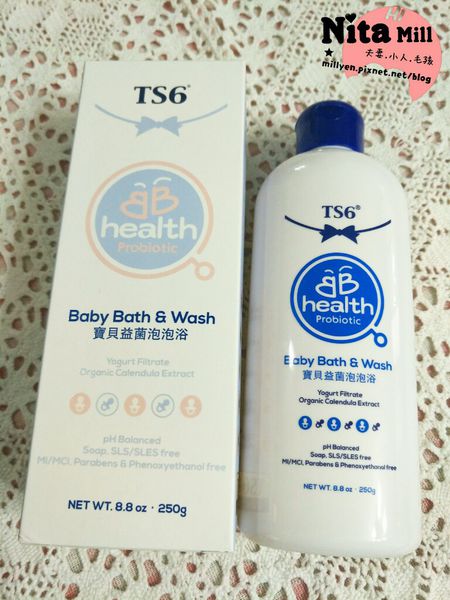 Hi
Nita Mill
夫妻.小人.毛孩
millyen.pixnet.net/blog
TS6®
BB
health
Probiotic
Baby Bath & Wash
寶貝益菌泡泡浴
Yogurt Filtrate
Organic Calendula Extract
pH Balanced
Soap, SLS/SLES free
MI/MCI, Parabens & Phenoxyethanol free
NET WT. 8.8 oz · 250g
TS6®
BB
health
Probiotic
Baby Bath & Wash
寶貝益菌泡泡浴
Yogurt Filtrate
Organic Calendula Extract
pH Balanced
Soap, SLS/SLES free
MI/MCI, Parabens & Phenoxyethanol free
NET WT. 8.8 oz · 250g